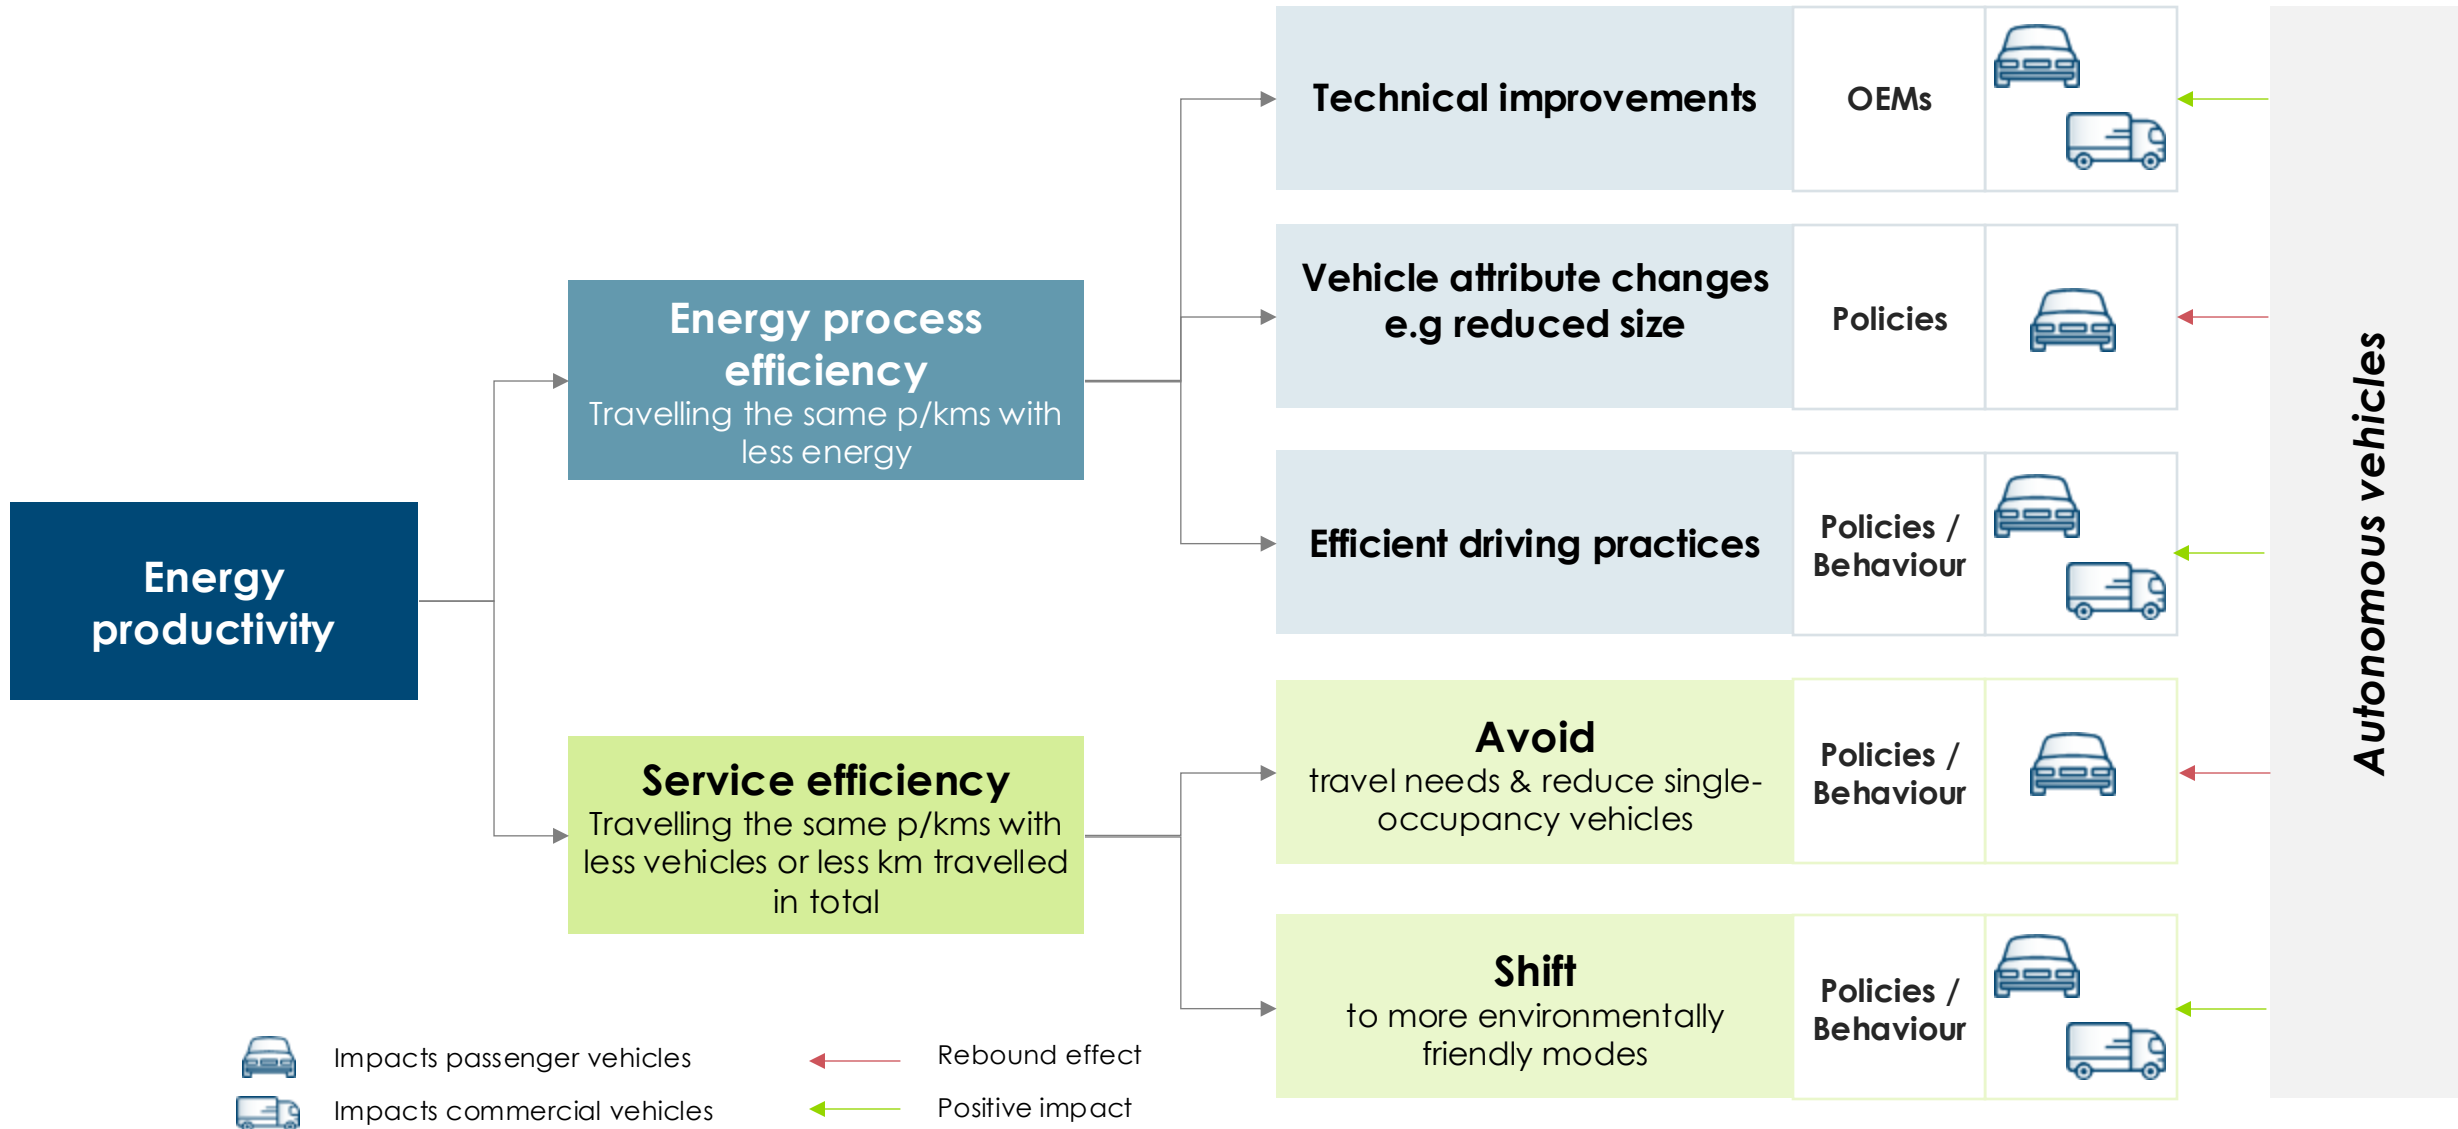 Technical improvements
OEMs
Vehicle attribute changes
e.g reduced size
Policies
Energy process
efficiency
Travelling the same p/kms with
less energy
Efficient driving practices
Policies /
Behaviour
Energy
productivity
Avoid
travel needs & reduce single-
occupancy vehicles
Policies /
Behaviour
Service efficiency
Travelling the same p/kms with
less vehicles or less km travelled
in total
Shift
to more environmentally
friendly modes
Policies /
Behaviour
Autonomous vehicles
Impacts passenger vehicles
Rebound effect
Impacts commercial vehicles
Positive impact